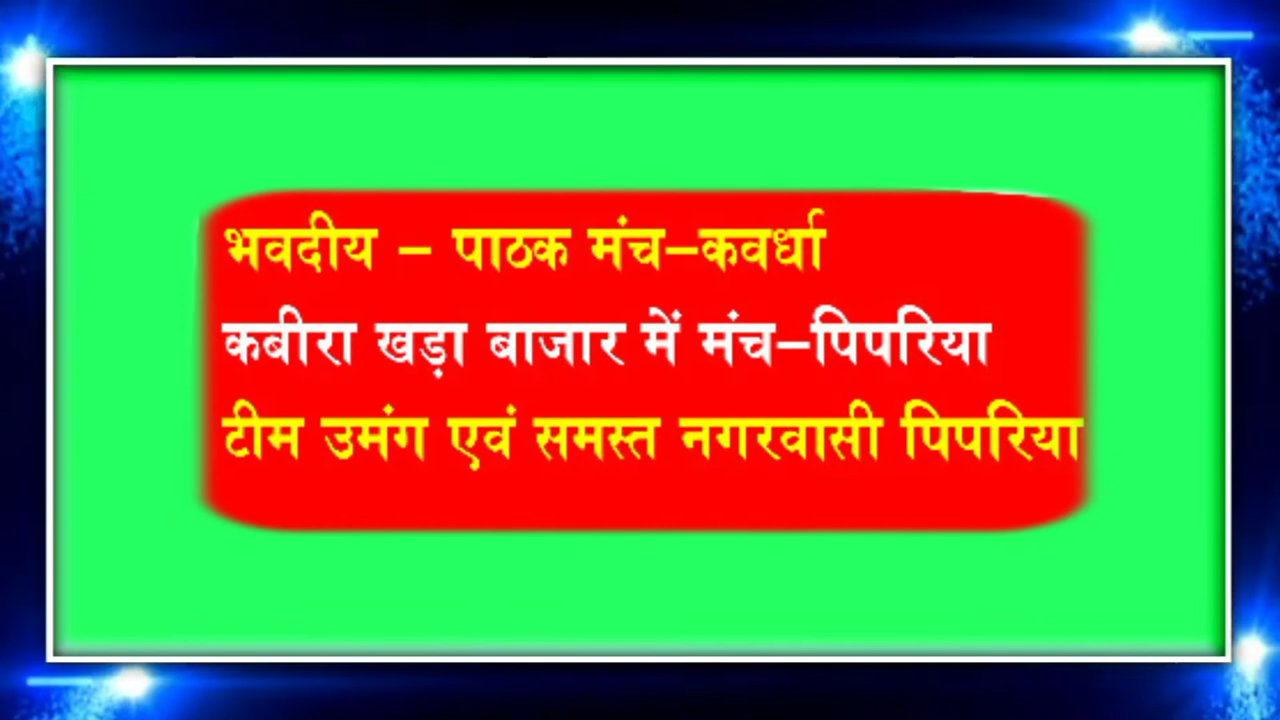 भवदीय – पाठक मंच–कवर्धा
कबीरा खड़ा बाजार में मंच–पिपरिया
टीम उमंग एवं समस्त नगरवासी पिपरिया